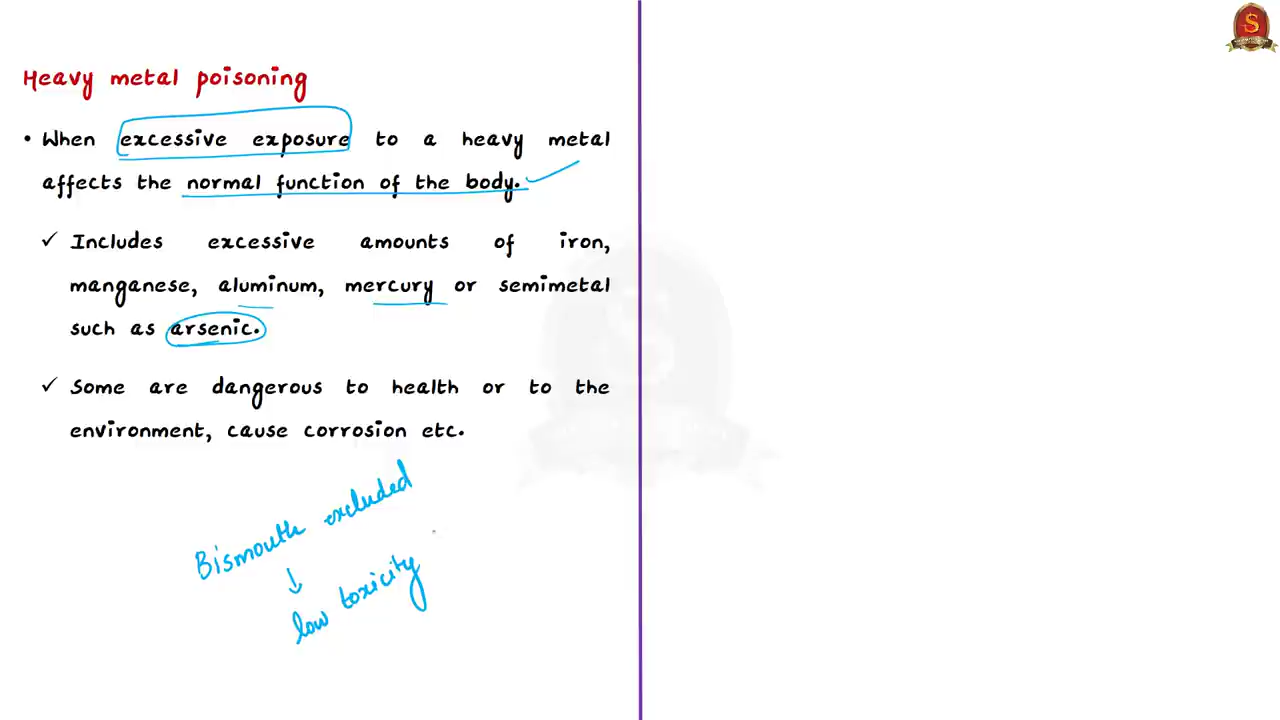 Heavy metal poisoning
• When excessive exposure to a heavy metal
affects the normal function of the body.
✓ Includes excessive amounts of iron,
manganese, aluminum, mercury or semimetal
such as arsenic.
✓ Some are dangerous to health or to the
environment, cause corrosion etc.
Bismouth excluded
↓
low toxicity